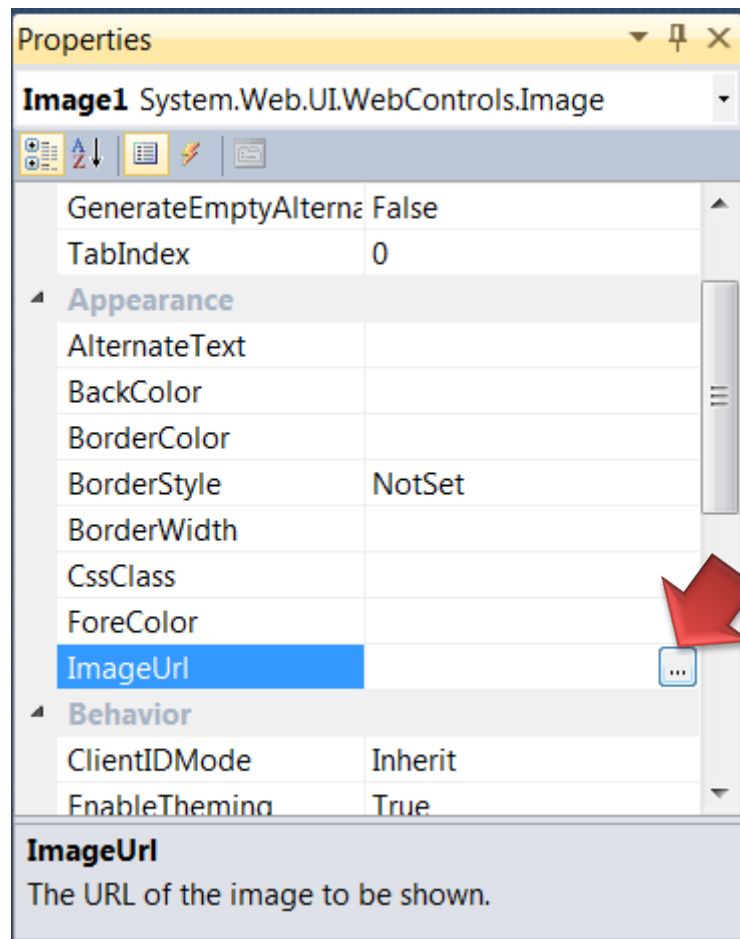 Properties
Image1 System.Web.UI.WebControls.Image
GenerateEmptyAlterna False
TabIndex 0
Appearance
AlternateText
BackColor
BorderColor
BorderStyle NotSet
BorderWidth
CssClass
ForeColor
ImageUrl ...
Behavior
ClientIDMode Inherit
EnableTheming True
ImageUrl
The URL of the image to be shown.